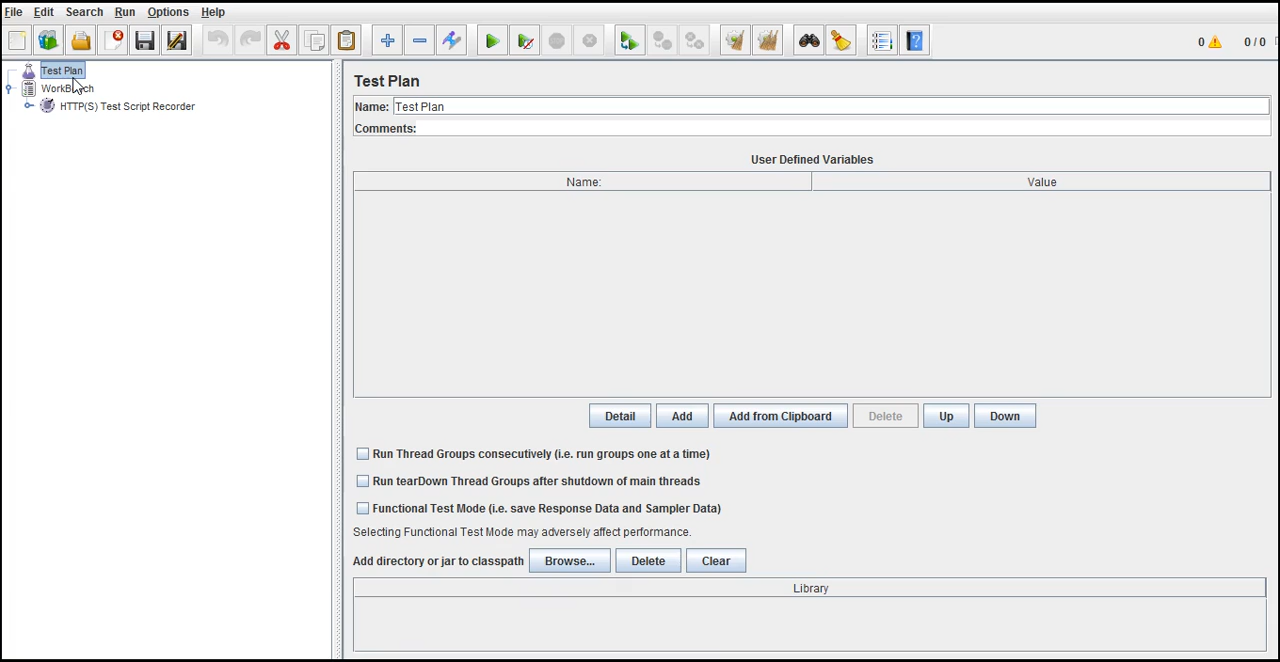 File Edit Search Run Options Help
0 0 / 0
Test Plan
HTTP(S) Test Script Recorder
Test Plan
Name: Test Plan
Comments:
User Defined Variables
Name: Value
Detail Add Add from Clipboard Delete Up Down
Run Thread Groups consecutively (i.e. run groups one at a time)
Run tearDown Thread Groups after shutdown of main threads
Functional Test Mode (i.e. save Response Data and Sampler Data)
Selecting Functional Test Mode may adversely affect performance.
Add directory or jar to classpath Browse... Delete Clear
Library